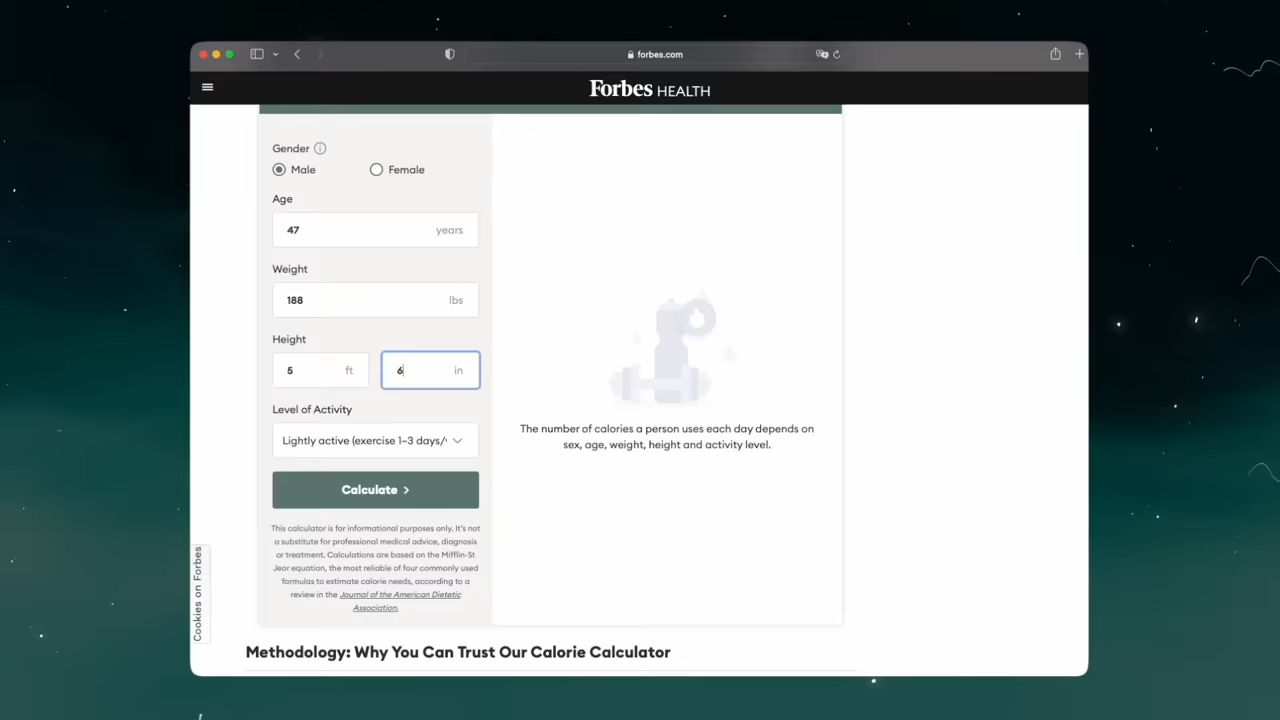 forbes.com
Forbes HEALTH
Gender
Male
Female
Age
47 years
Weight
188 lbs
Height
5 ft
6 in
Level of Activity
Lightly active (exercise 1–3 days/
Calculate >
This calculator is for informational purposes only. It's not
a substitute for professional medical advice, diagnosis
or treatment. Calculations are based on the Mifflin-St
Jeor equation, the most reliable of four commonly used
formulas to estimate calorie needs, according to a
review in the Journal of the American Dietetic
Association.
The number of calories a person uses each day depends on
sex, age, weight, height and activity level.
Cookies on Forbes
Methodology: Why You Can Trust Our Calorie Calculator